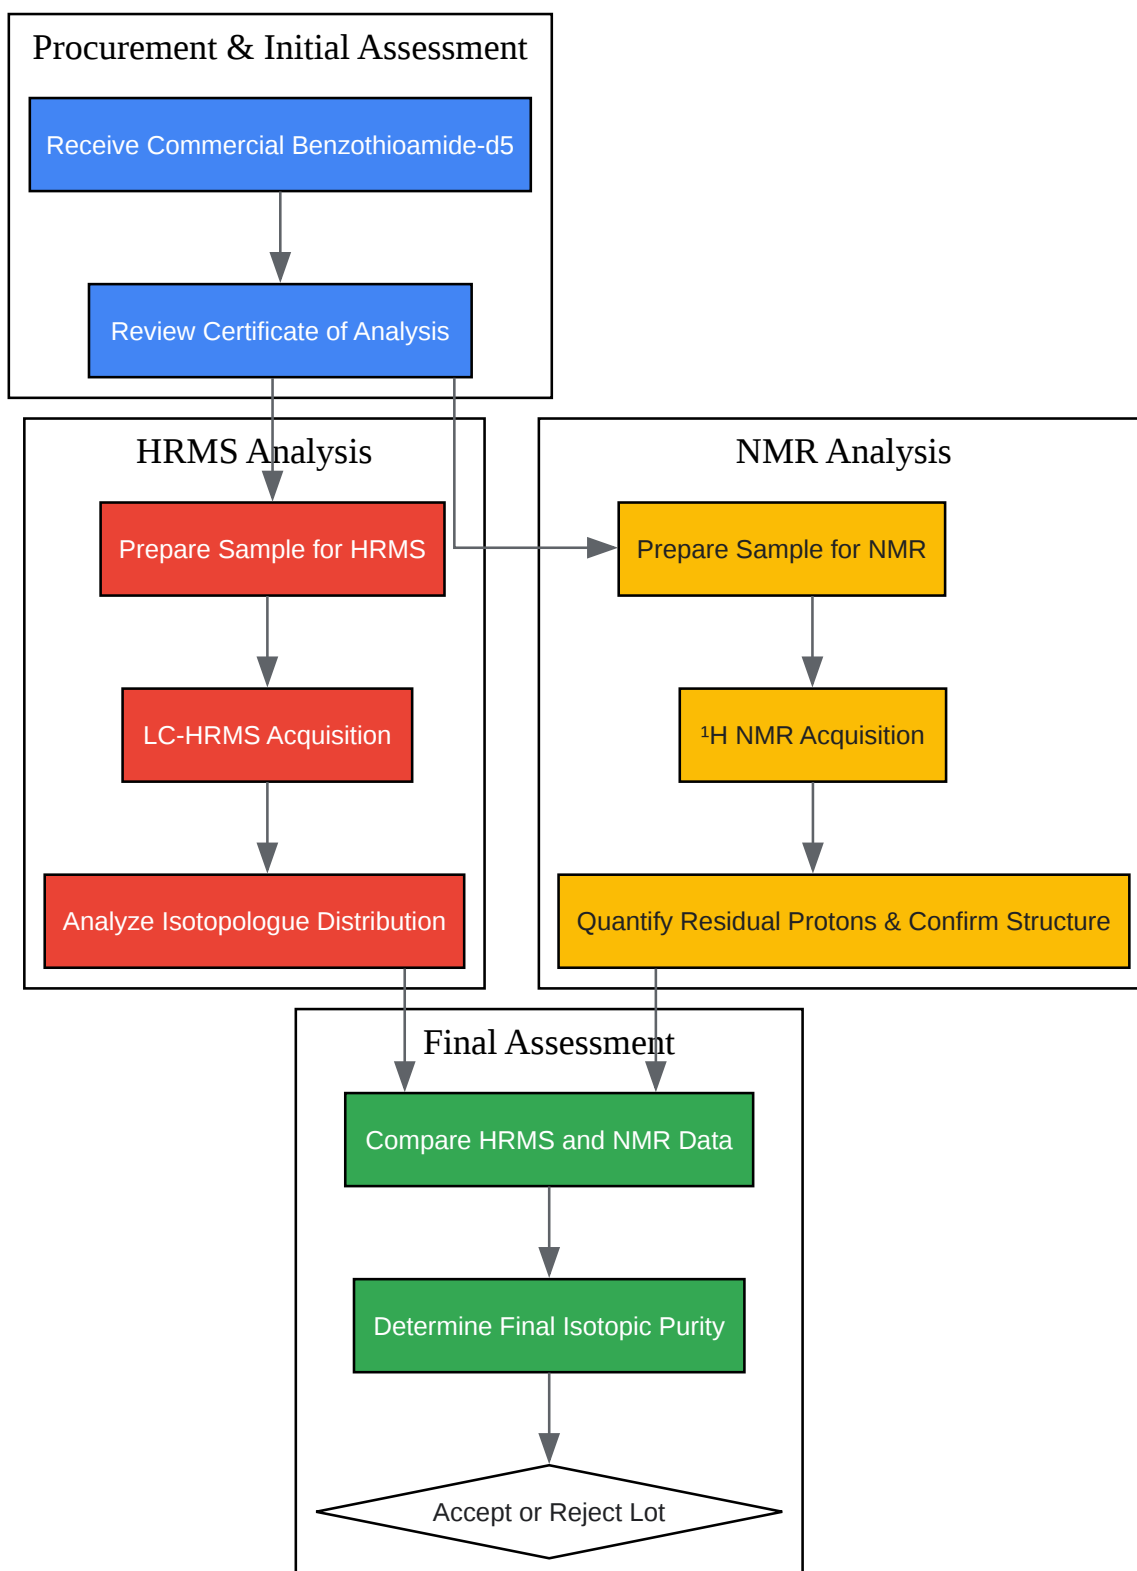 Procurement & Initial Assessment
Receive Commercial Benzothioamide-d5
Review Certificate of Analysis
HRMS Analysis
Prepare Sample for HRMS
LC-HRMS Acquisition
Analyze Isotopologue Distribution
NMR Analysis
Prepare Sample for NMR
¹H NMR Acquisition
Quantify Residual Protons & Confirm Structure
Final Assessment
Compare HRMS and NMR Data
Determine Final Isotopic Purity
Accept or Reject Lot